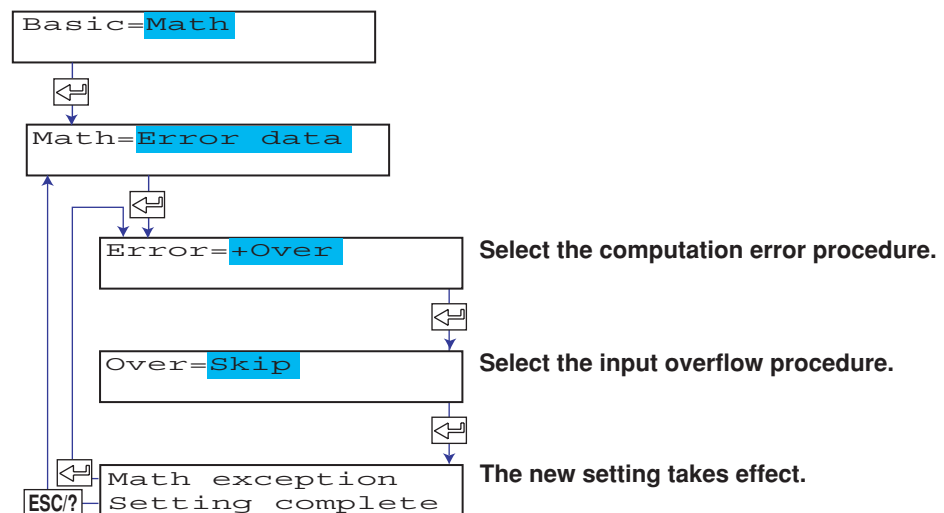 Basic=Math
Math=Error data
Error=+Over
Select the computation error procedure.
Over=Skip
Select the input overflow procedure.
Math exception
Setting complete
The new setting takes effect.
ESC/?